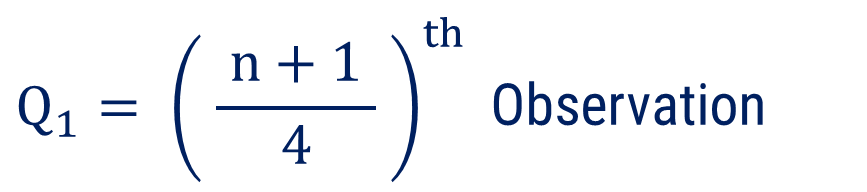 Q₁ = ( (n + 1) / 4 )ᵗʰ Observation